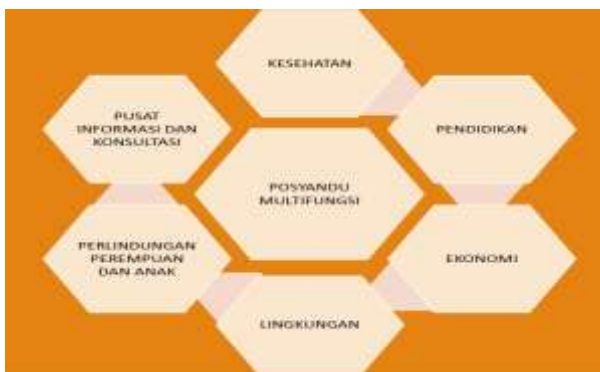 KESEHATAN
PENDIDIKAN
EKONOMI
LINGKUNGAN
PERLINDUNGAN
PEREMPUAN
DAN ANAK
PUSAT
INFORMASI DAN
KONSULTASI
POSYANDU
MULTIFUNGSI